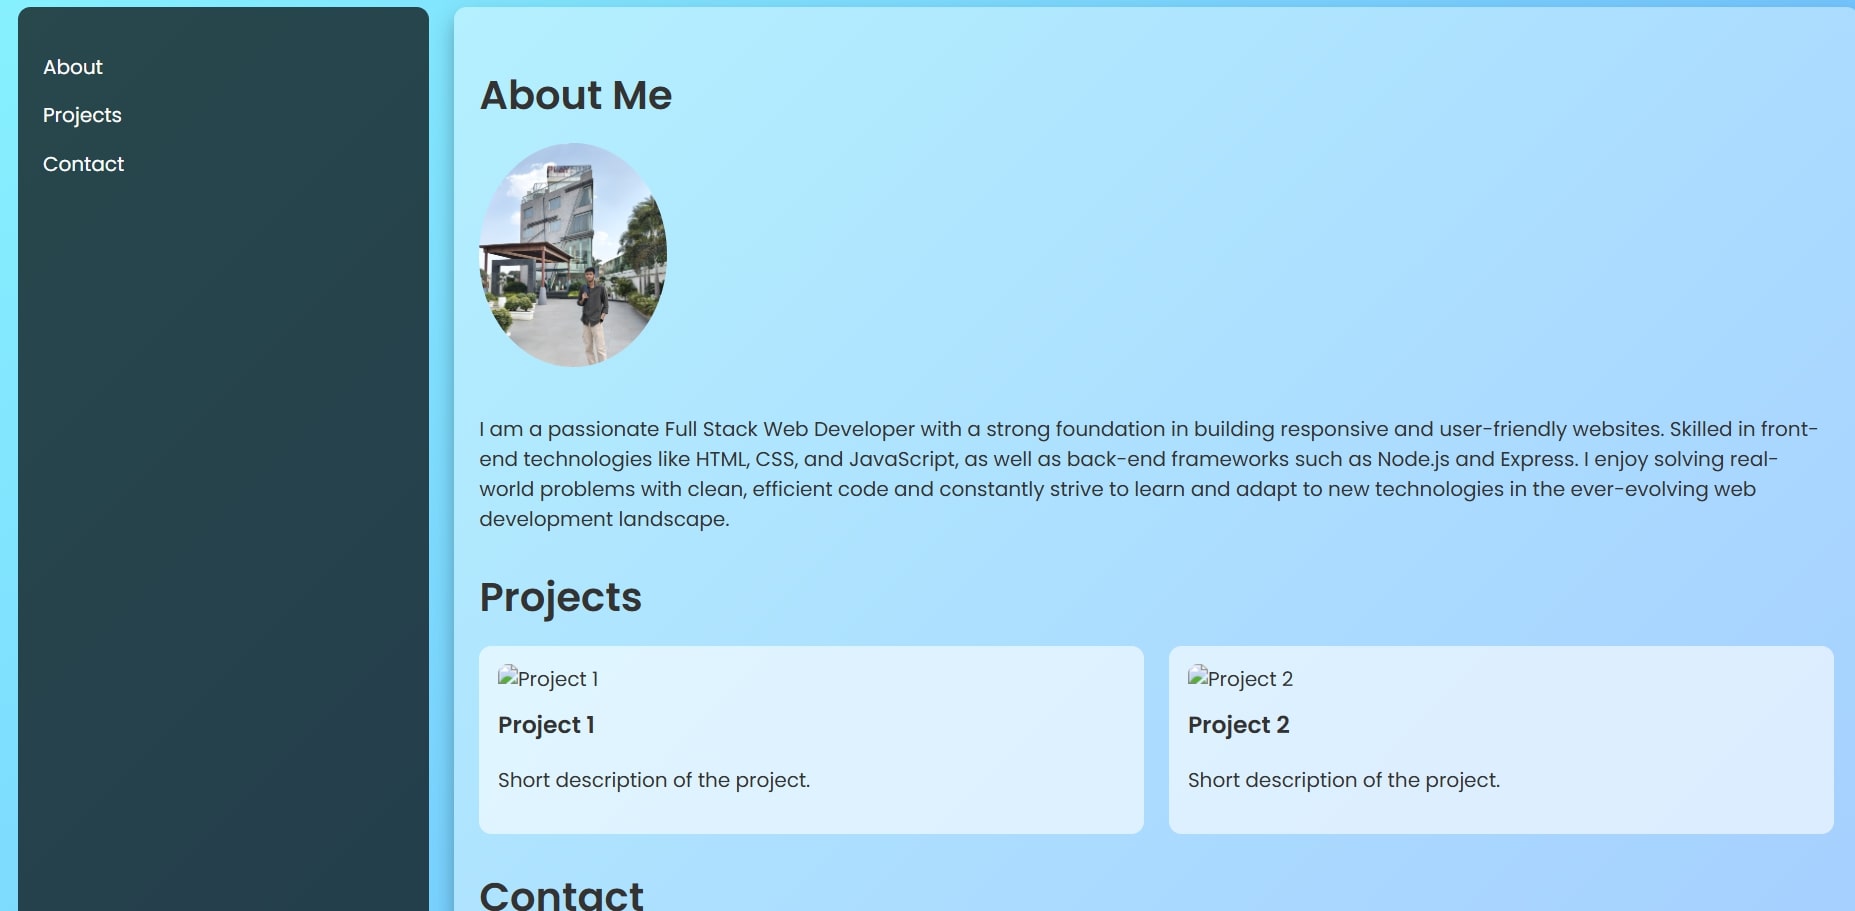 About
Projects
Contact
About Me
I am a passionate Full Stack Web Developer with a strong foundation in building responsive and user-friendly websites. Skilled in front-
end technologies like HTML, CSS, and JavaScript, as well as back-end frameworks such as Node.js and Express. I enjoy solving real-
world problems with clean, efficient code and constantly strive to learn and adapt to new technologies in the ever-evolving web
development landscape.
Projects
Project 1
Project 1
Short description of the project.
Project 2
Project 2
Short description of the project.
Contact